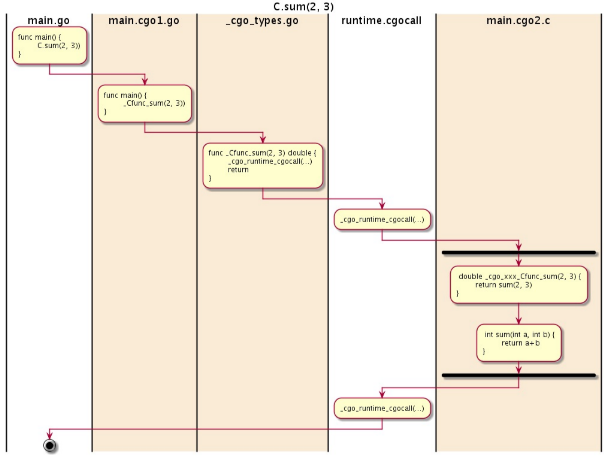 C.sum(2, 3)
main.go
main.cgo1.go
_cgo_types.go
runtime.cgocall
main.cgo2.c
func main() {
C.sum(2, 3))
}
func main() {
_Cfunc_sum(2, 3))
}
func _Cfunc_sum(2, 3) double {
_cgo_runtime_cgocall(...)
return
}
_cgo_runtime_cgocall(...)
double _cgo_xxx_Cfunc_sum(2, 3) {
return sum(2, 3)
}
int sum(int a, int b) {
return a+b
}
_cgo_runtime_cgocall(...)